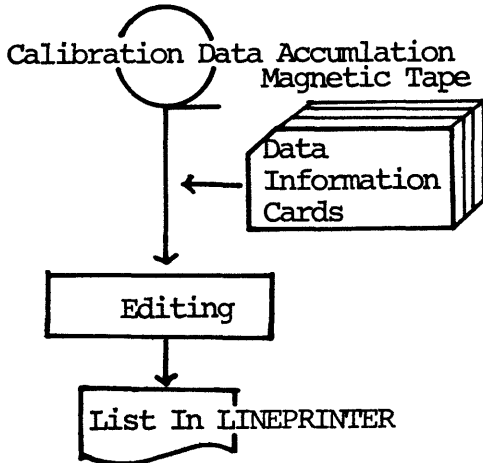 Calibration Data Accumlation
Magnetic Tape
Data
Information
Cards
Editing
List In LINEPRINTER